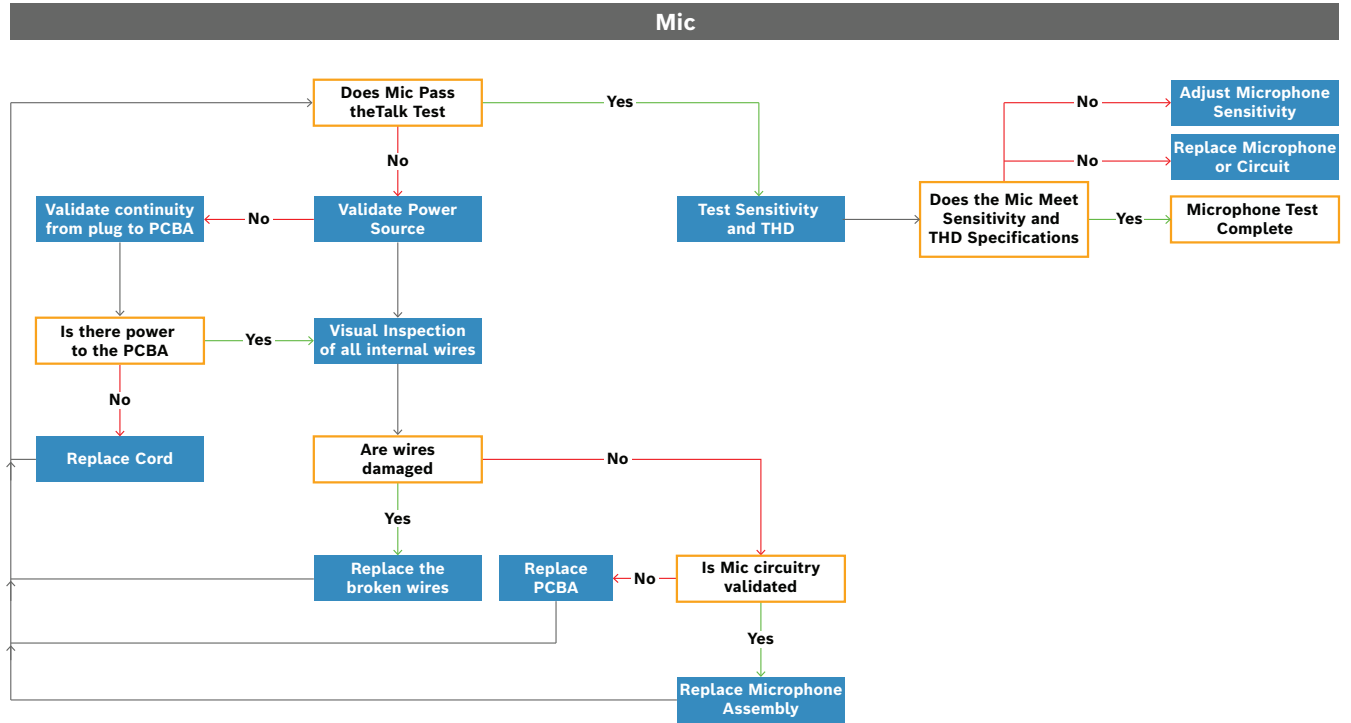 Mic
Does Mic Pass
theTalk Test
Yes
No
Adjust Microphone
Sensitivity
No
Replace Microphone
or Circuit
No
Validate continuity
from plug to PCBA
No
Validate Power
Source
Test Sensitivity
and THD
Does the Mic Meet
Sensitivity and
THD Specifications
Yes
Microphone Test
Complete
Is there power
to the PCBA
Yes
Visual Inspection
of all internal wires
No
Replace Cord
Are wires
damaged
No
Yes
Replace the
broken wires
Replace
PCBA
No
Is Mic circuitry
validated
Yes
Replace Microphone
Assembly